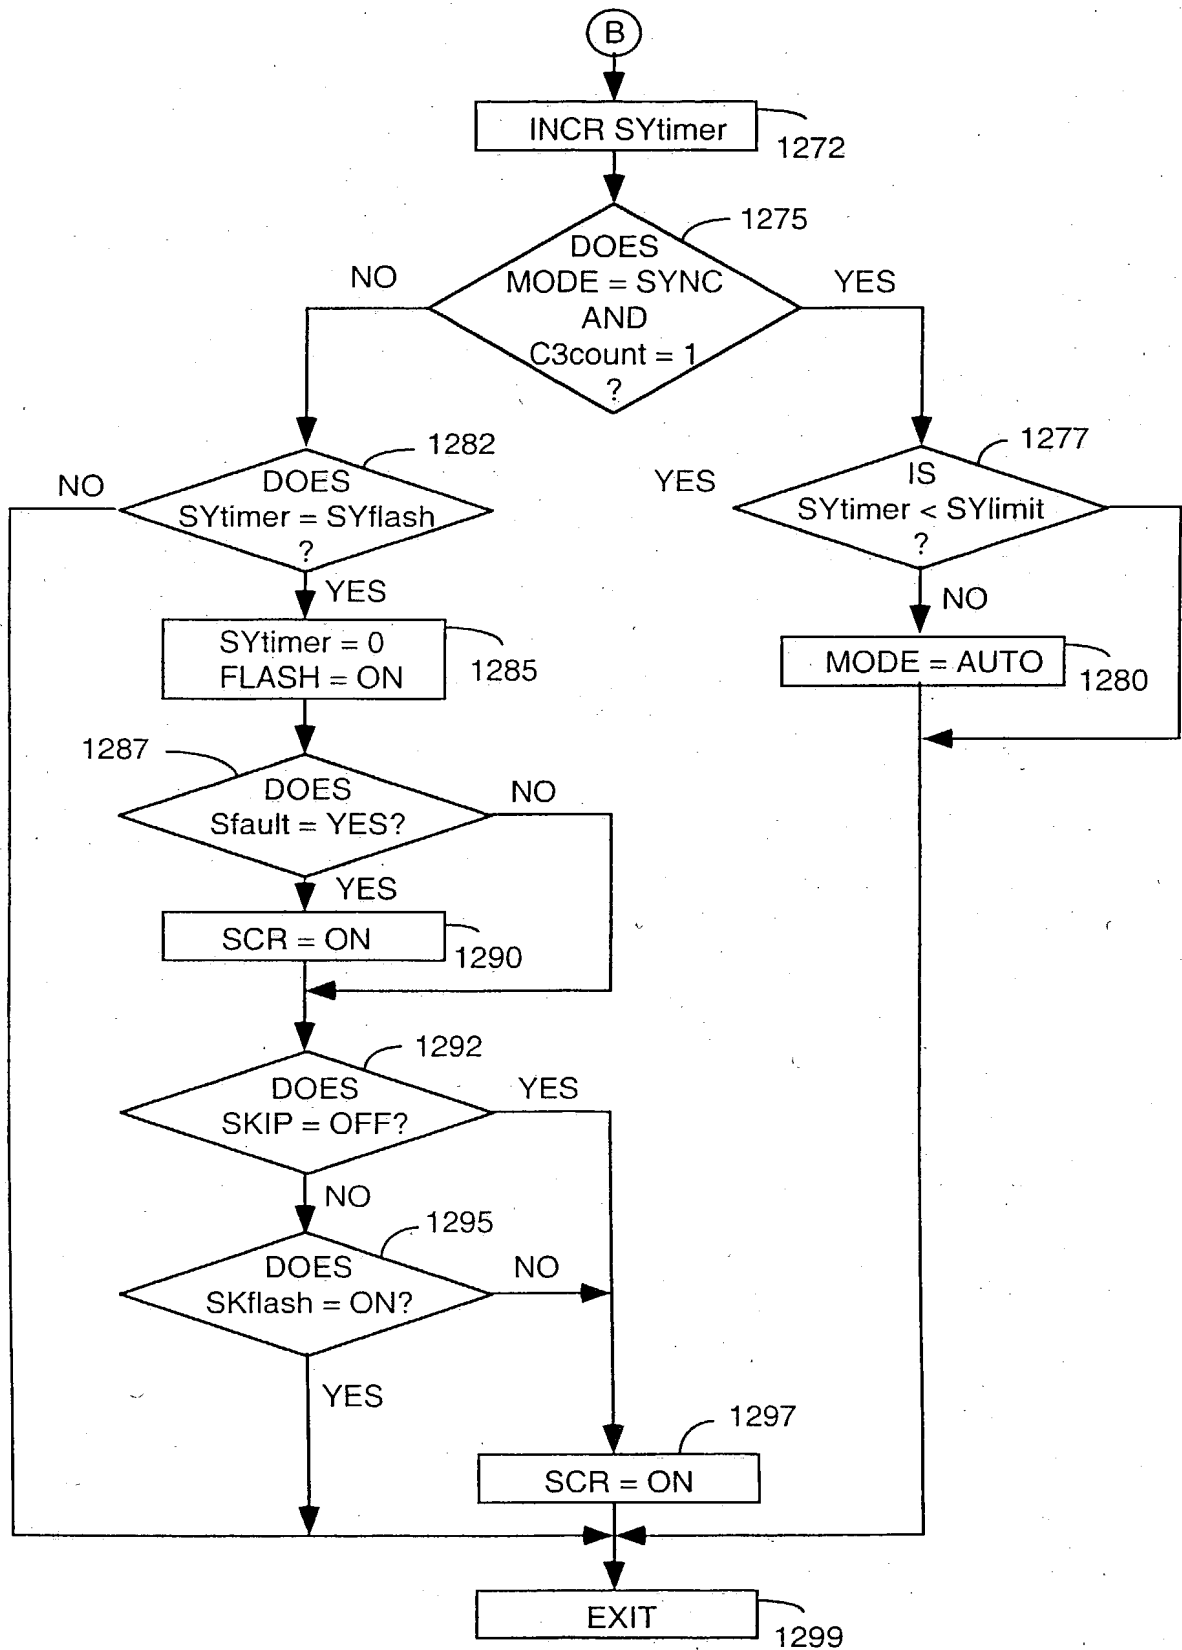 B
INCR SYtimer
1272
1275
DOES
MODE = SYNC
AND
C3count = 1
?
NO
YES
1282
DOES
SYtimer = SYflash
?
NO
YES
1277
IS
SYtimer < SYlimit
?
YES
NO
SYtimer = 0
FLASH = ON
1285
MODE = AUTO
1280
1287
DOES
Sfault = YES?
NO
YES
SCR = ON
1290
1292
DOES
SKIP = OFF?
YES
NO
1295
DOES
SKflash = ON?
NO
YES
1297
SCR = ON
EXIT
1299